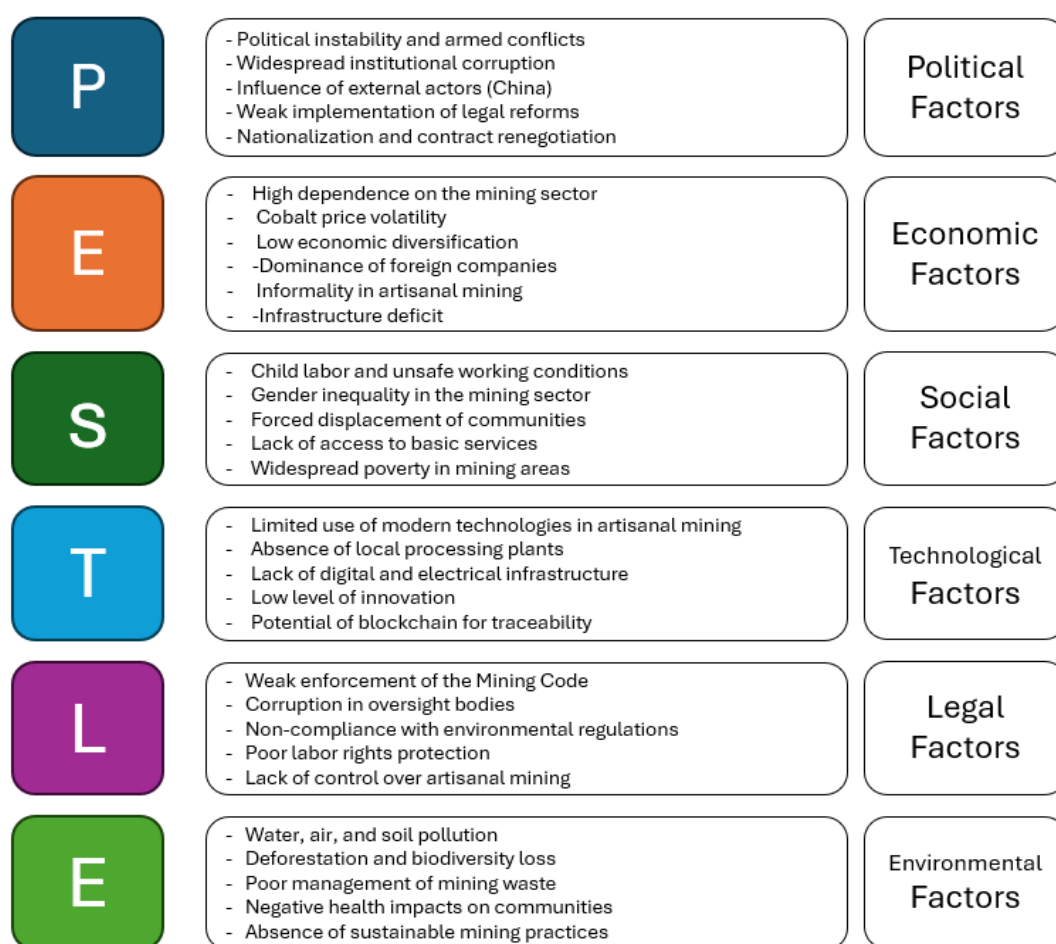 P
- Political instability and armed conflicts
- Widespread institutional corruption
- Influence of external actors (China)
- Weak implementation of legal reforms
- Nationalization and contract renegotiation
Political
Factors
E
- High dependence on the mining sector
- Cobalt price volatility
- Low economic diversification
- -Dominance of foreign companies
- Informality in artisanal mining
- -Infrastructure deficit
Economic
Factors
S
- Child labor and unsafe working conditions
- Gender inequality in the mining sector
- Forced displacement of communities
- Lack of access to basic services
- Widespread poverty in mining areas
Social
Factors
T
- Limited use of modern technologies in artisanal mining
- Absence of local processing plants
- Lack of digital and electrical infrastructure
- Low level of innovation
- Potential of blockchain for traceability
Technological
Factors
L
- Weak enforcement of the Mining Code
- Corruption in oversight bodies
- Non-compliance with environmental regulations
- Poor labor rights protection
- Lack of control over artisanal mining
Legal
Factors
E
- Water, air, and soil pollution
- Deforestation and biodiversity loss
- Poor management of mining waste
- Negative health impacts on communities
- Absence of sustainable mining practices
Environmental
Factors